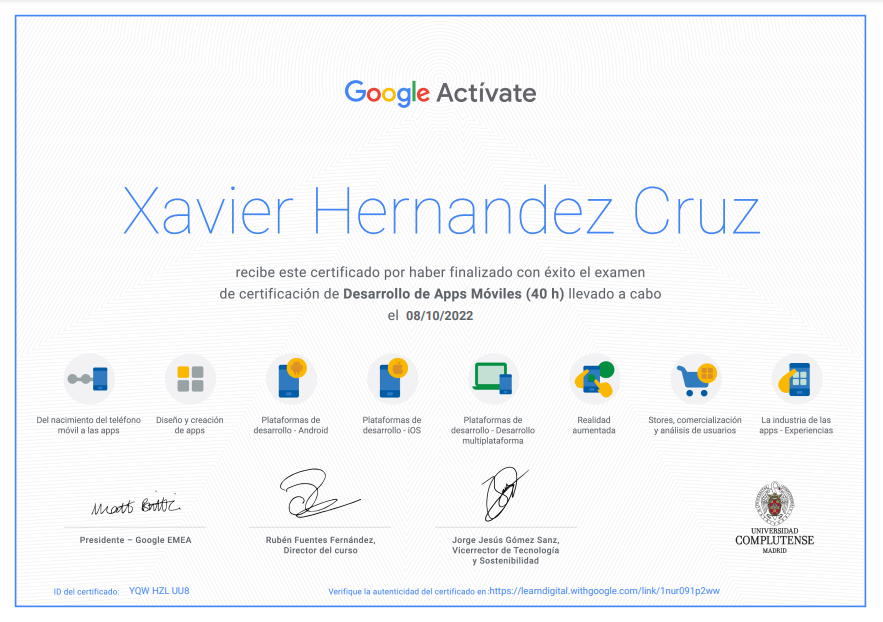 Google Actívate
Xavier Hernandez Cruz
recibe este certificado por haber finalizado con éxito el examen
de certificación de Desarrollo de Apps Móviles (40 h) llevado a cabo
el 08/10/2022
Del nacimiento del teléfono
móvil a las apps
Diseño y creación
de apps
Plataformas de
desarrollo - Android
Plataformas de
desarrollo - iOS
Plataformas de
desarrollo - Desarrollo
multiplataforma
Realidad
aumentada
Stores, comercialización
y análisis de usuarios
La industria de las
apps - Experiencias
Matt Brittin
Presidente – Google EMEA
Rubén Fuentes Fernández,
Director del curso
Jorge Jesús Gómez Sanz,
Vicerrector de Tecnología
y Sostenibilidad
UNIVERSIDAD
COMPLUTENSE
MADRID
ID del certificado: YQW HZL UU8
Verifique la autenticidad del certificado en:https://learndigital.withgoogle.com/link/1nur091p2ww